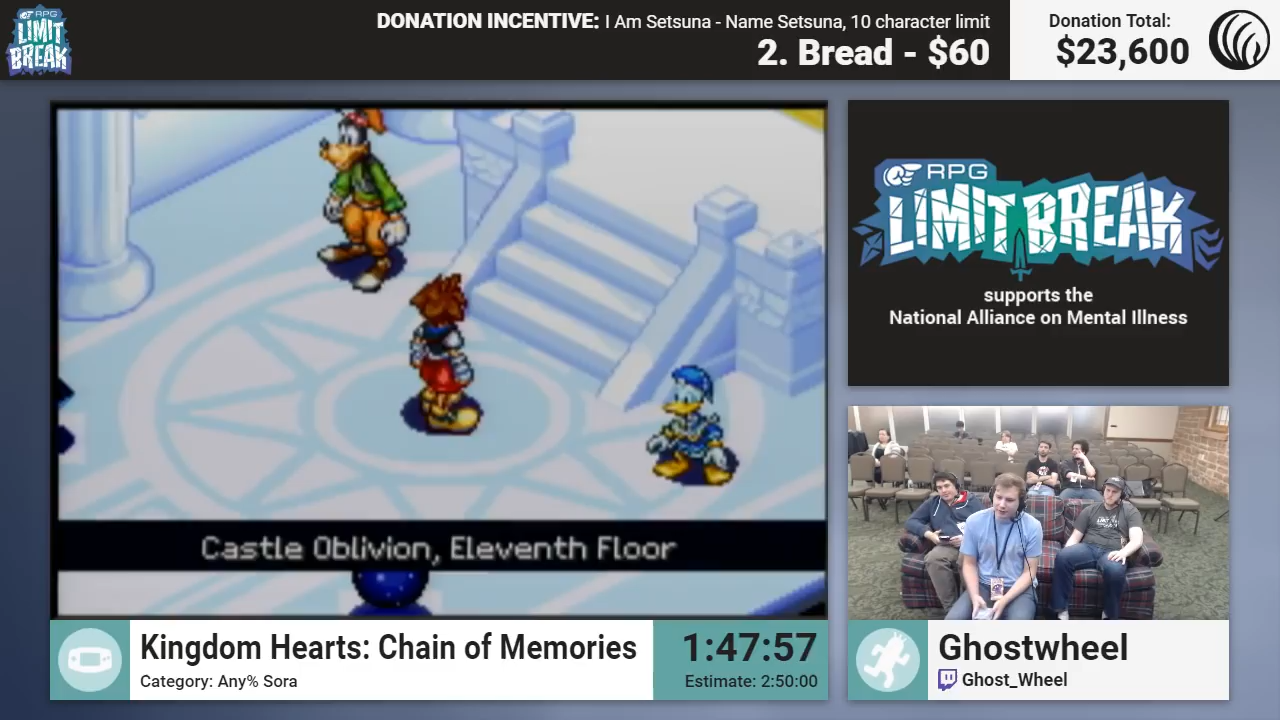 RPG
LIMIT
BREAK
DONATION INCENTIVE: I Am Setsuna - Name Setsuna, 10 character limit
2. Bread - $60
Donation Total:
$23,600
RPG
LIMIT BREAK
supports the
National Alliance on Mental Illness
Castle Oblivion, Eleventh Floor
Kingdom Hearts: Chain of Memories
Category: Any% Sora
1:47:57
Estimate: 2:50:00
Ghostwheel
Ghost_Wheel